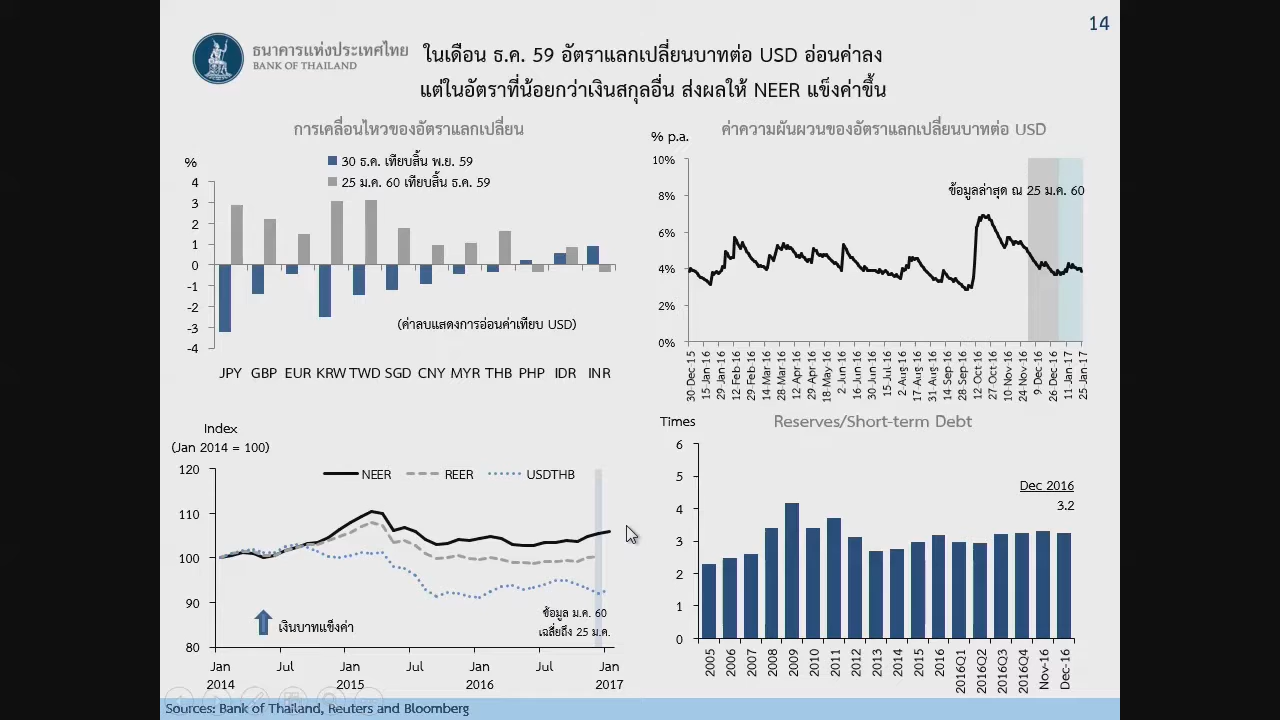 14
ธนาคารแห่งประเทศไทย
BANK OF THAILAND
ในเดือน ธ.ค. 59 อัตราแลกเปลี่ยนบาทต่อ USD อ่อนค่าลง
แต่ในอัตราที่น้อยกว่าเงินสกุลอื่น ส่งผลให้ NEER แข็งค่าขึ้น
การเคลื่อนไหวของอัตราแลกเปลี่ยน
%
30 ธ.ค. เทียบสิ้น พ.ย. 59
25 ม.ค. 60 เทียบสิ้น ธ.ค. 59
4
3
2
1
0
-1
-2
-3
-4
(ค่าลบแสดงการอ่อนค่าเทียบ USD)
JPY GBP EUR KRW TWD SGD CNY MYR THB PHP IDR INR
ค่าความผันผวนของอัตราแลกเปลี่ยนบาทต่อ USD
% p.a.
10%
8%
6%
4%
2%
0%
ข้อมูลล่าสุด ณ 25 ม.ค. 60
30-Dec-15
15-Jan-16
29-Jan-16
12-Feb-16
29-Feb-16
14-Mar-16
28-Mar-16
12-Apr-16
29-Apr-16
18-May-16
2-Jun-16
16-Jun-16
30-Jun-16
15-Jul-16
2-Aug-16
17-Aug-16
31-Aug-16
14-Sep-16
28-Sep-16
12-Oct-16
27-Oct-16
10-Nov-16
24-Nov-16
9-Dec-16
26-Dec-16
11-Jan-17
25-Jan-17
Index
(Jan 2014 = 100)
120
110
100
90
80
NEER REER USDTHB
เงินบาทแข็งค่า
ข้อมูล ม.ค. 60
เฉลี่ยถึง 25 ม.ค.
Jan Jul Jan Jul Jan Jul Jan
2014 2015 2016 2017
Times
Reserves/Short-term Debt
6
5
4
3
2
1
0
Dec 2016
3.2
2005
2006
2007
2008
2009
2010
2011
2012
2013
2014
2015
2016
2016Q1
2016Q2
2016Q3
2016Q4
Nov-16
Dec-16
Sources: Bank of Thailand, Reuters and Bloomberg